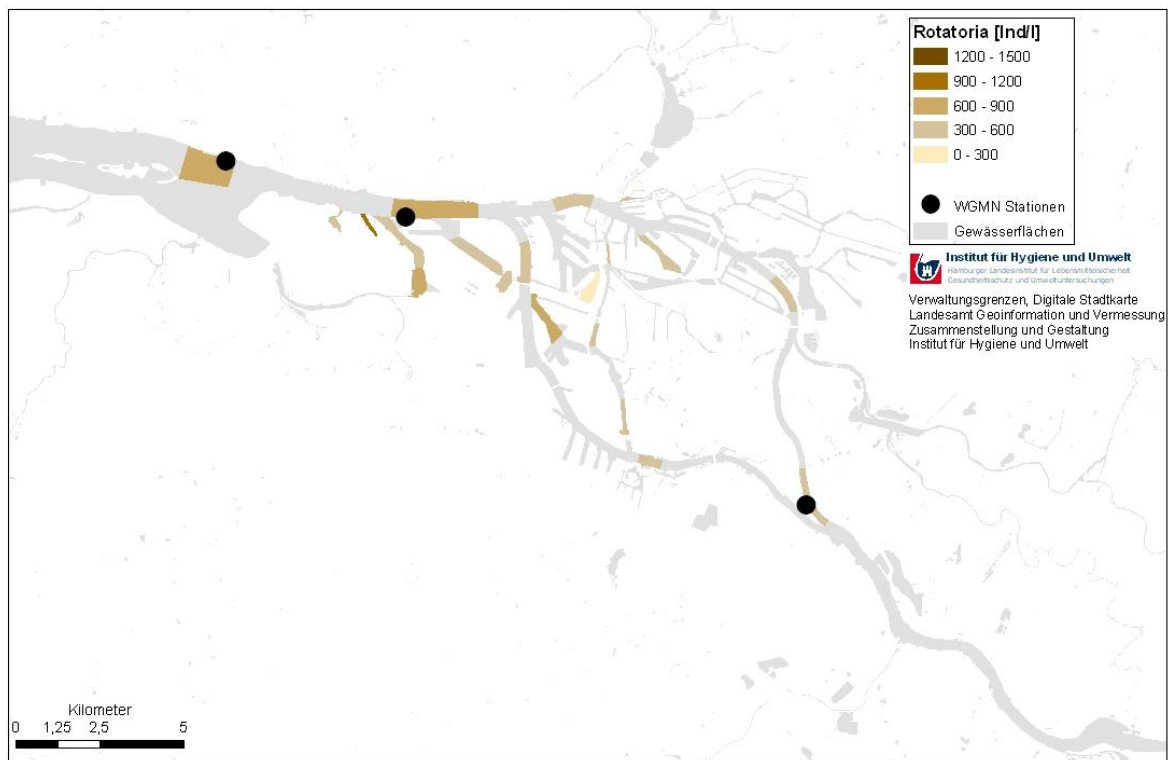 Rotatoria [Ind/l]
1200 - 1500
900 - 1200
600 - 900
300 - 600
0 - 300
WGMN Stationen
Gewässerflächen
Institut für Hygiene und Umwelt
Hamburger Landesinstitut für Lebensmittelsicherheit
Gesundheitsschutz und Umweltuntersuchungen
Verwaltungsgrenzen, Digitale Stadtkarte
Landesamt Geoinformation und Vermessung
Zusammenstellung und Gestaltung
Institut für Hygiene und Umwelt
Kilometer
0 1,25 2,5 5